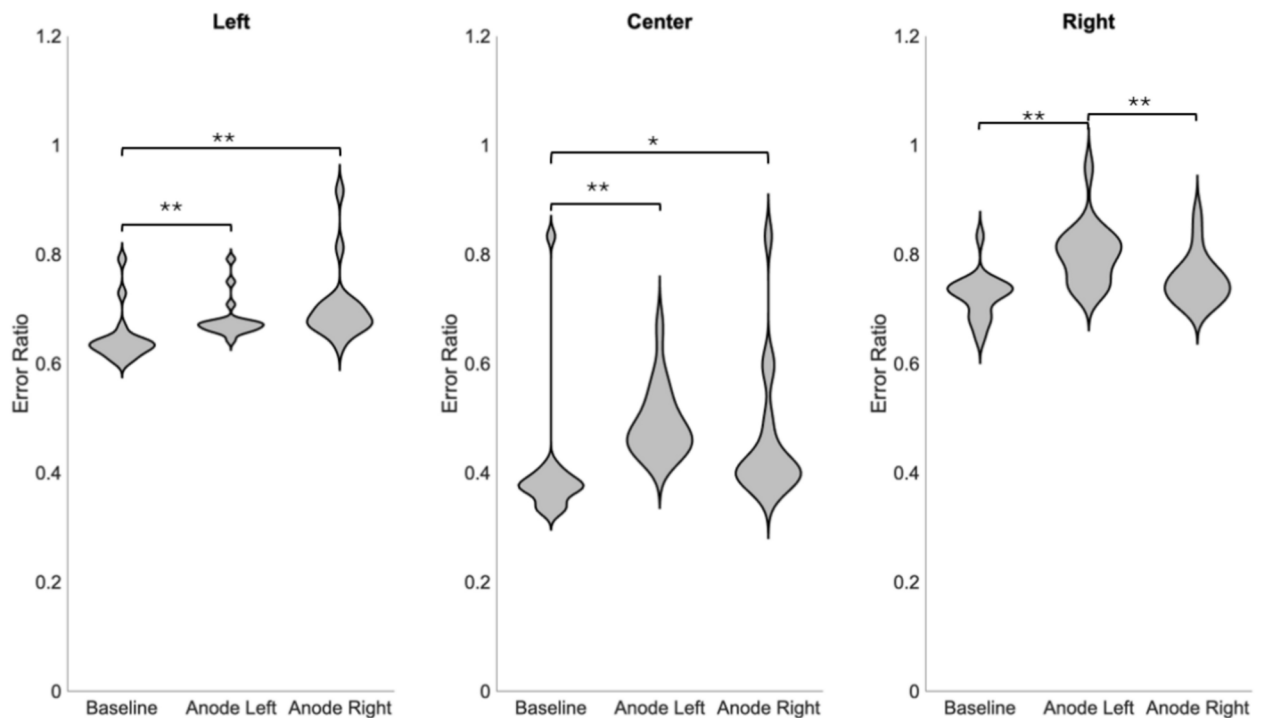 Left
1.2
1
0.8
0.6
0.4
0.2
0
Error Ratio
**
**
Baseline Anode Left Anode Right
Center
1.2
1
0.8
0.6
0.4
0.2
0
Error Ratio
*
**
Baseline Anode Left Anode Right
Right
1.2
1
0.8
0.6
0.4
0.2
0
Error Ratio
** **
Baseline Anode Left Anode Right